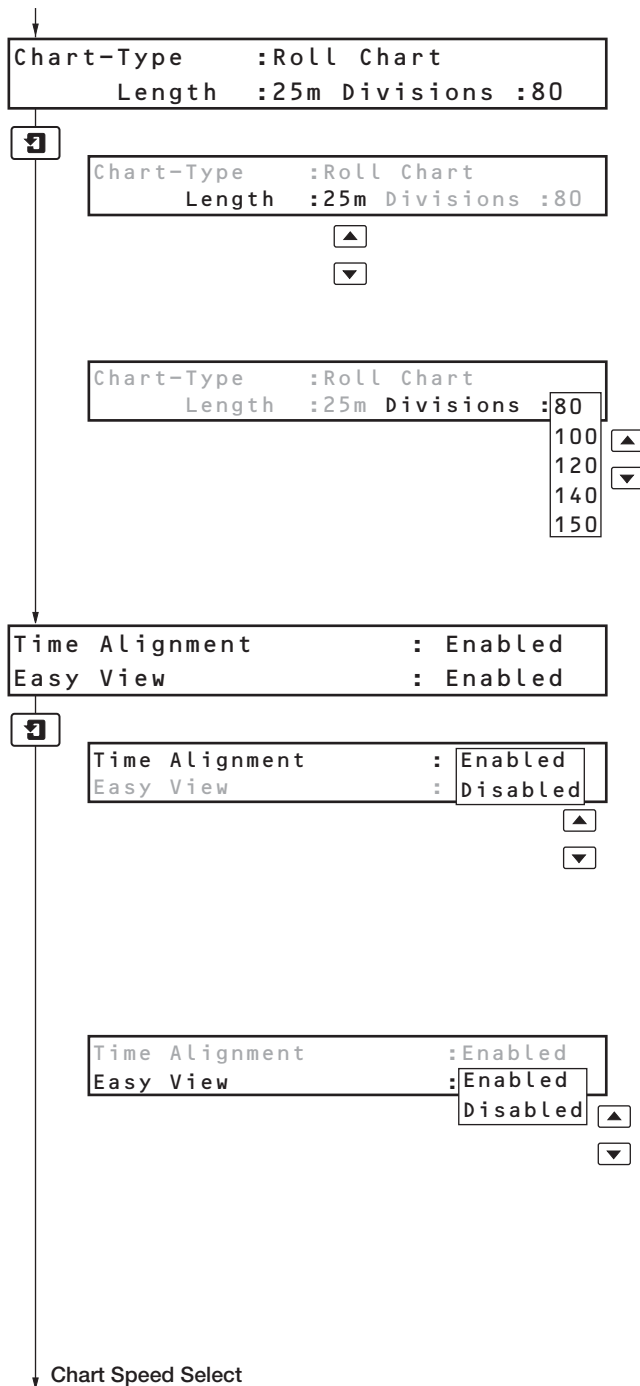 Chart-Type :Roll Chart
Length :25m Divisions :80
Chart-Type :Roll Chart
Length :25m Divisions :80
Chart-Type :Roll Chart
Length :25m Divisions :80
100
120
140
150
Time Alignment : Enabled
Easy View : Enabled
Time Alignment : Enabled
Easy View : Disabled
Time Alignment :Enabled
Easy View :Enabled
Disabled
Chart Speed Select